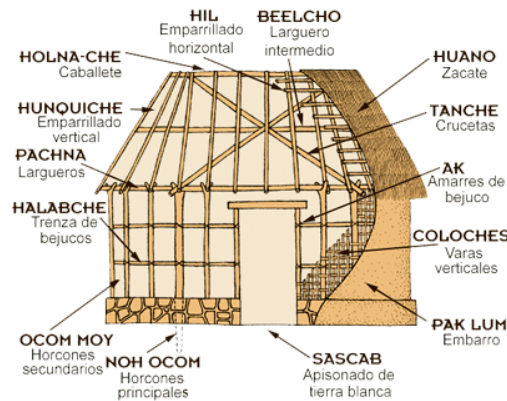 HIL
Emparrillado
horizontal
BEELCHO
Larguero
intermedio
HOLNA-CHE
Caballete
HUANO
Zacate
HUNQUICHE
Emparrillado
vertical
TANCHE
Crucetas
PACHNA
Largueros
AK
Amarres de
bejuco
HALABCHE
Trenza de
bejucos
COLOCHES
Varas
verticales
OCOM MOY
Horcones
secundarios
NOH OCOM
Horcones
principales
SASCAB
Apisonado de
tierra blanca
PAK LUM
Embarro